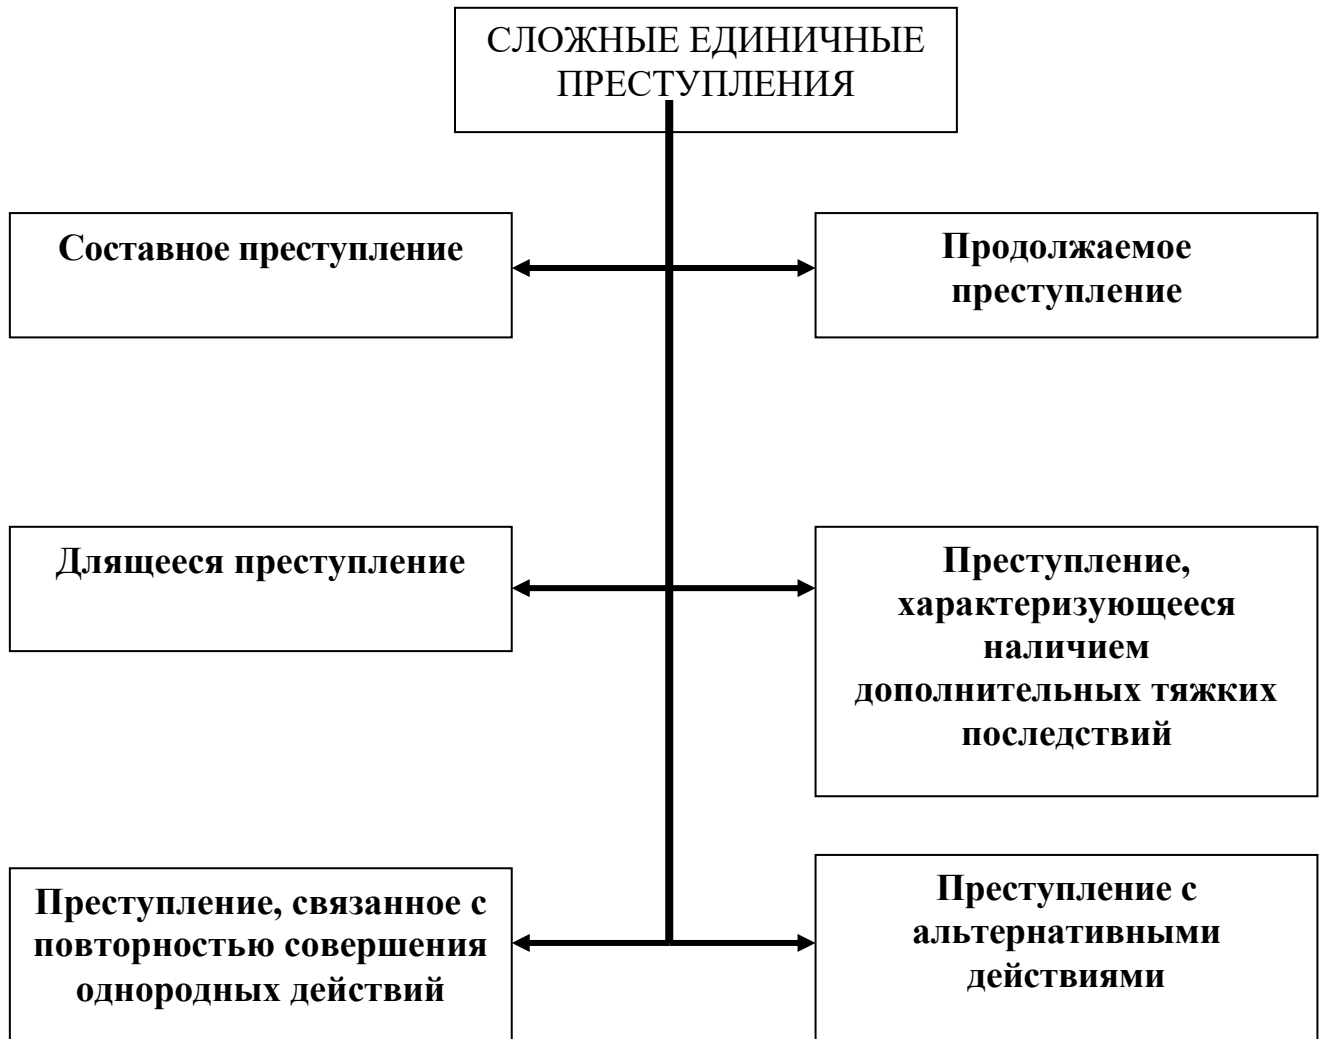 СЛОЖНЫЕ ЕДИНИЧНЫЕ
ПРЕСТУПЛЕНИЯ
Составное преступление
Продолжаемое
преступление
Длящееся преступление
Преступление,
характеризующееся
наличием
дополнительных тяжких
последствий
Преступление, связанное с
повторностью совершения
однородных действий
Преступление с
альтернативными
действиями